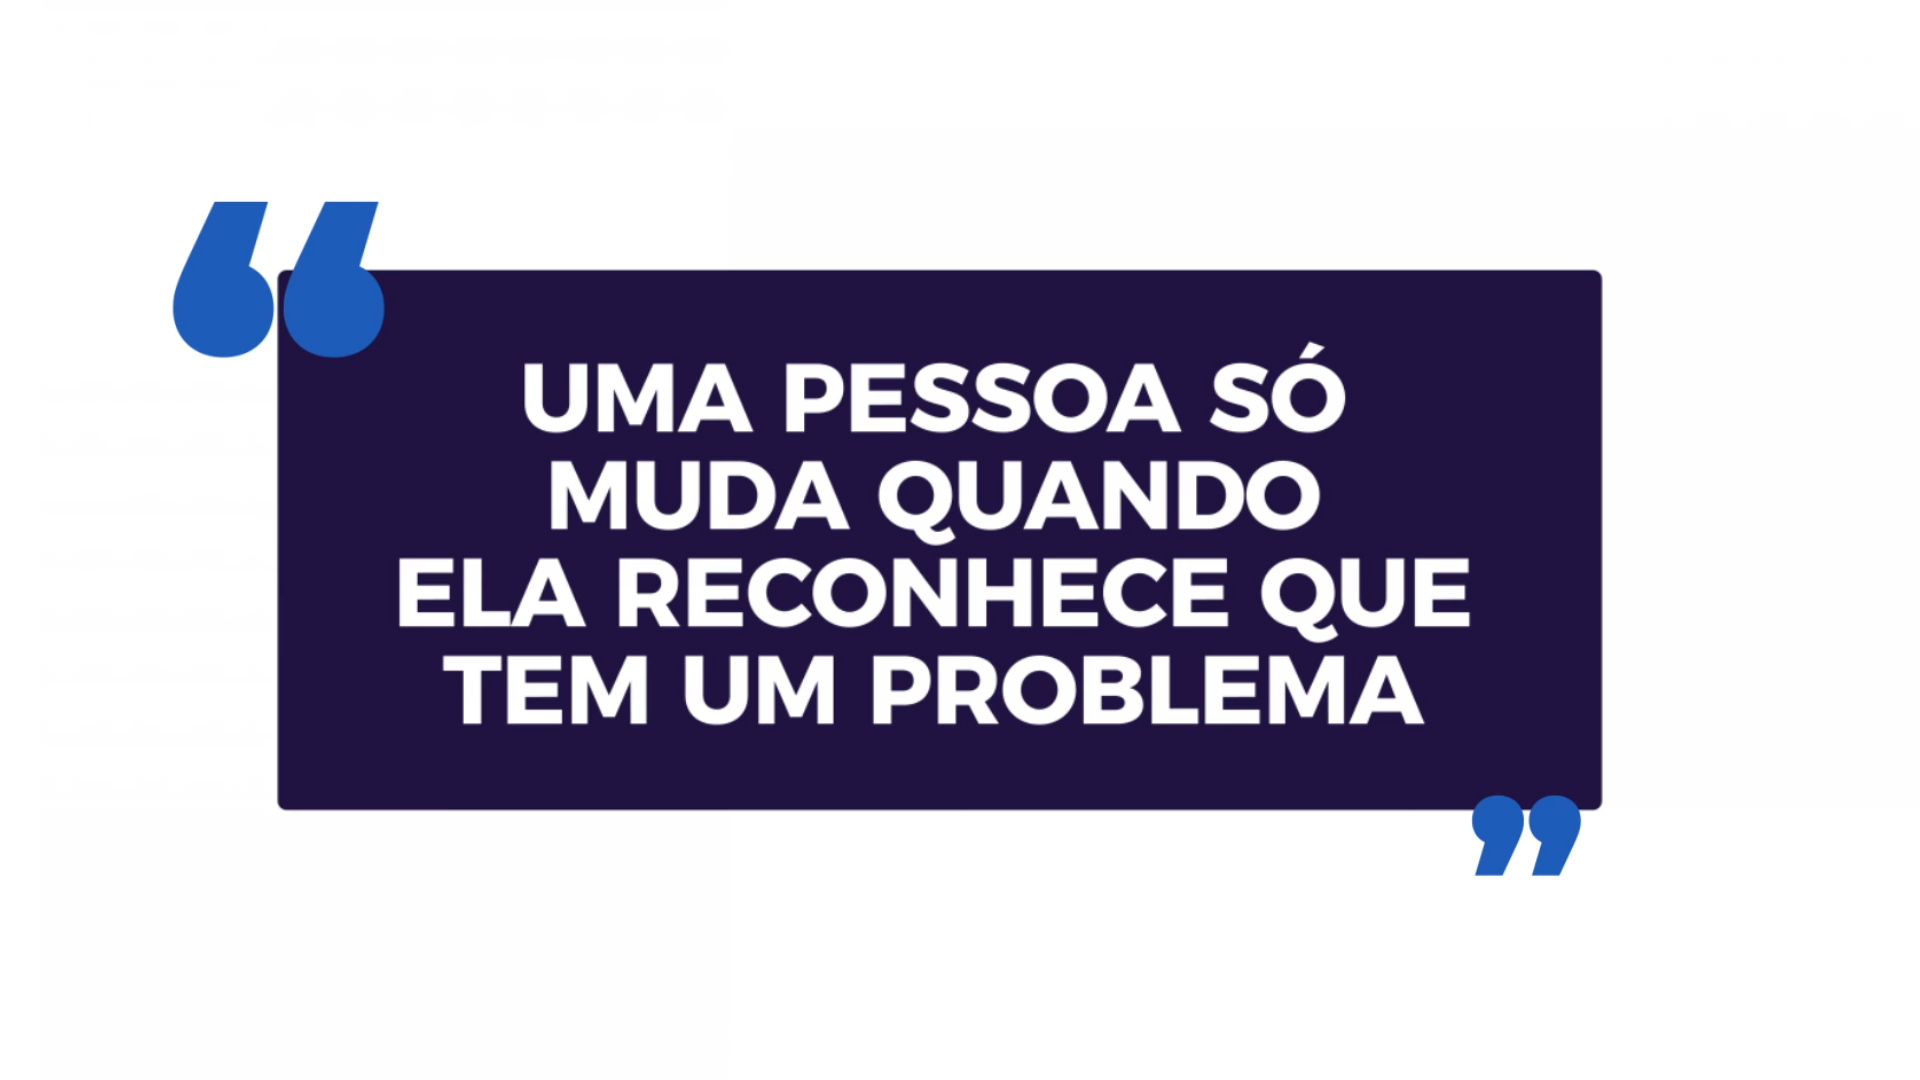 “
UMA PESSOA SÓ
MUDA QUANDO
ELA RECONHECE QUE
TEM UM PROBLEMA
”